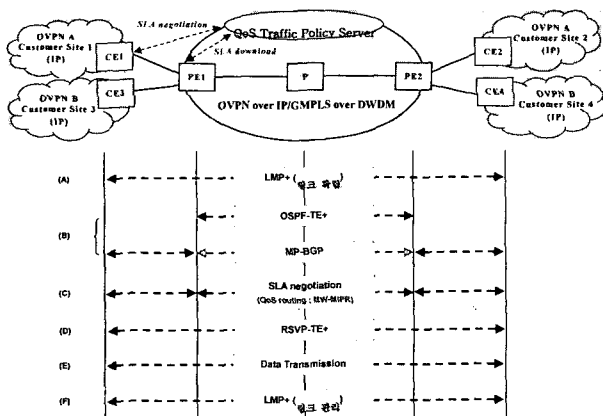 SLA negotiation
QoS Traffic Policy Server
SLA download
OVPN A
Customer Site 1
(IP)
CE1
OVPN B
Customer Site 3
(IP)
CE3
PE1
P
PE2
OVPN over IP/GMPLS over DWDM
CE2
OVPN A
Customer Site 2
(IP)
CE4
OVPN B
Customer Site 4
(IP)
(A)
LMP+ (링크 확립)
OSPF-TE+
(B)
MP-BGP
(C)
SLA negotiation
(QoS routing ; MW-MIPR)
(D)
RSVP-TE+
(E)
Data Transmission
(F)
LMP+ (링크 관리)